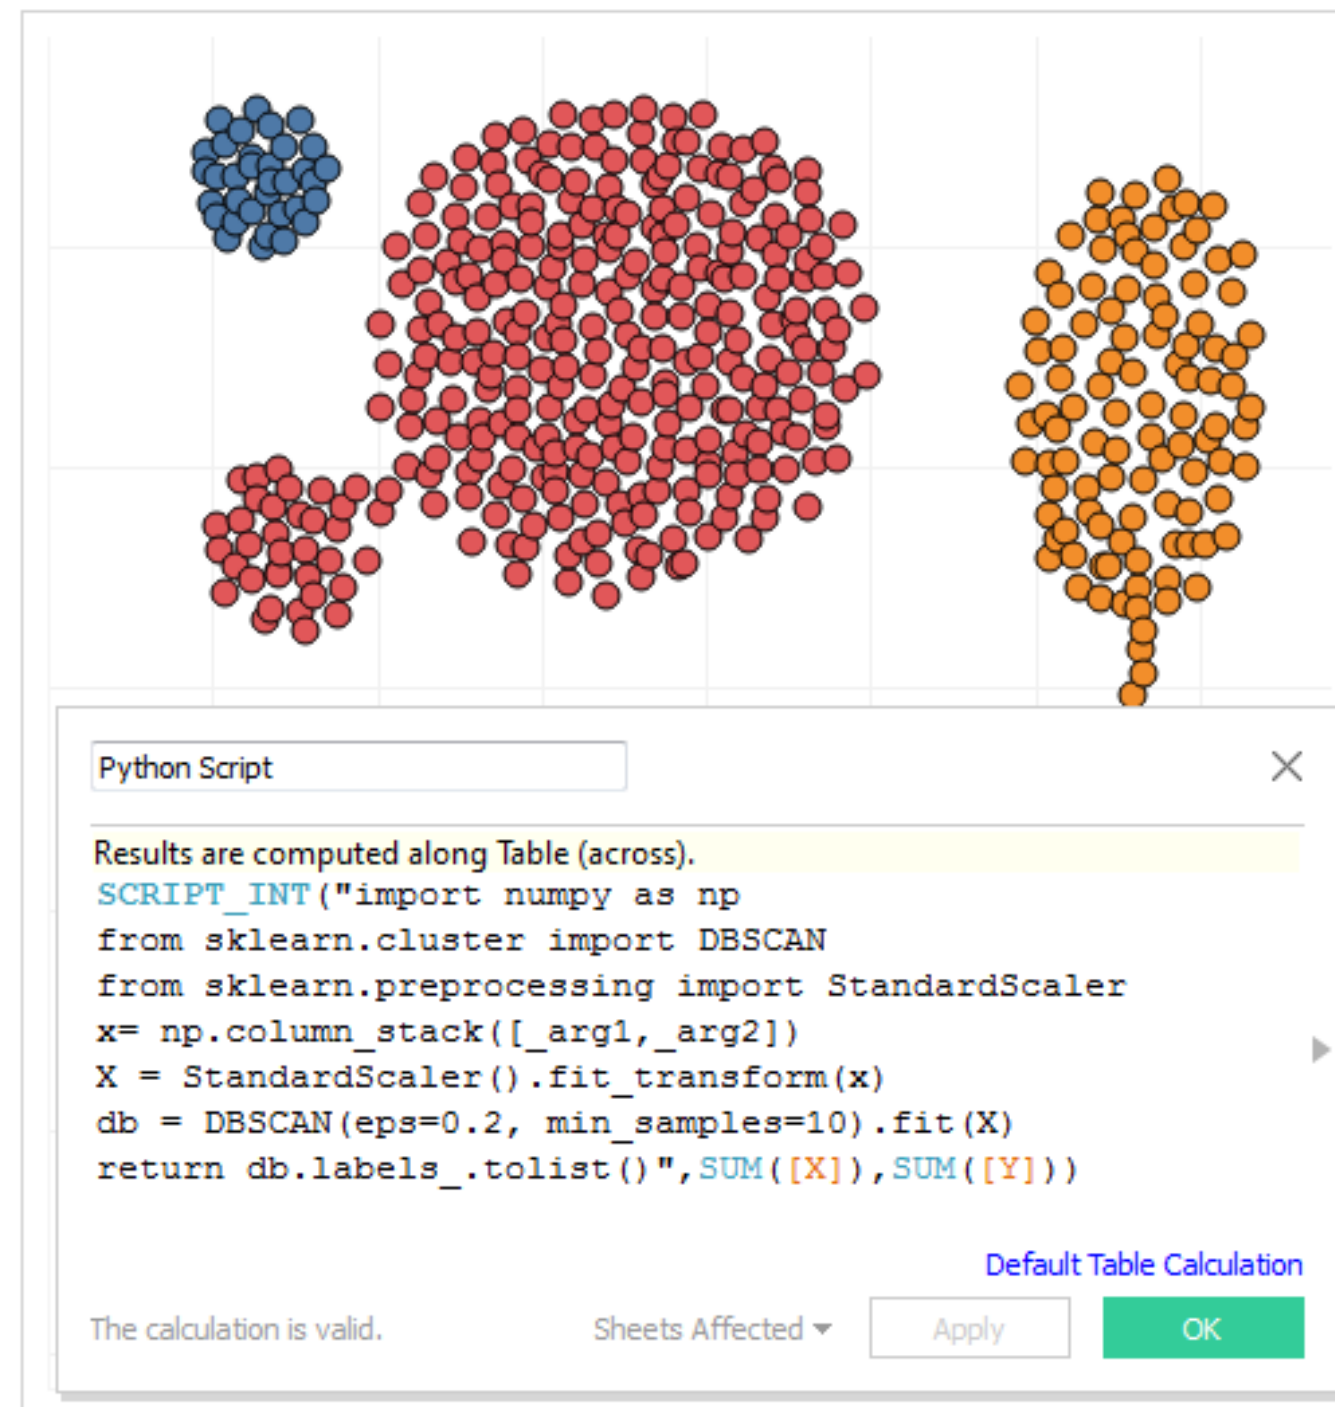 Python Script
Results are computed along Table (across).
SCRIPT_INT("import numpy as np
from sklearn.cluster import DBSCAN
from sklearn.preprocessing import StandardScaler
x= np.column_stack([_arg1,_arg2])
X = StandardScaler().fit_transform(x)
db = DBSCAN(eps=0.2, min_samples=10).fit(X)
return db.labels_.tolist()",SUM([X]),SUM([Y]))
Default Table Calculation
The calculation is valid.
Sheets Affected
Apply
OK